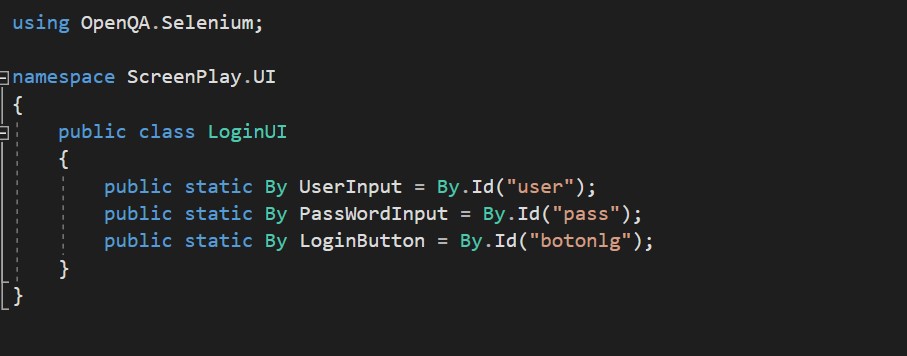 using OpenQA.Selenium;
namespace ScreenPlay.UI
{
public class LoginUI
{
public static By UserInput = By.Id("user");
public static By PassWordInput = By.Id("pass");
public static By LoginButton = By.Id("botonlg");
}
}